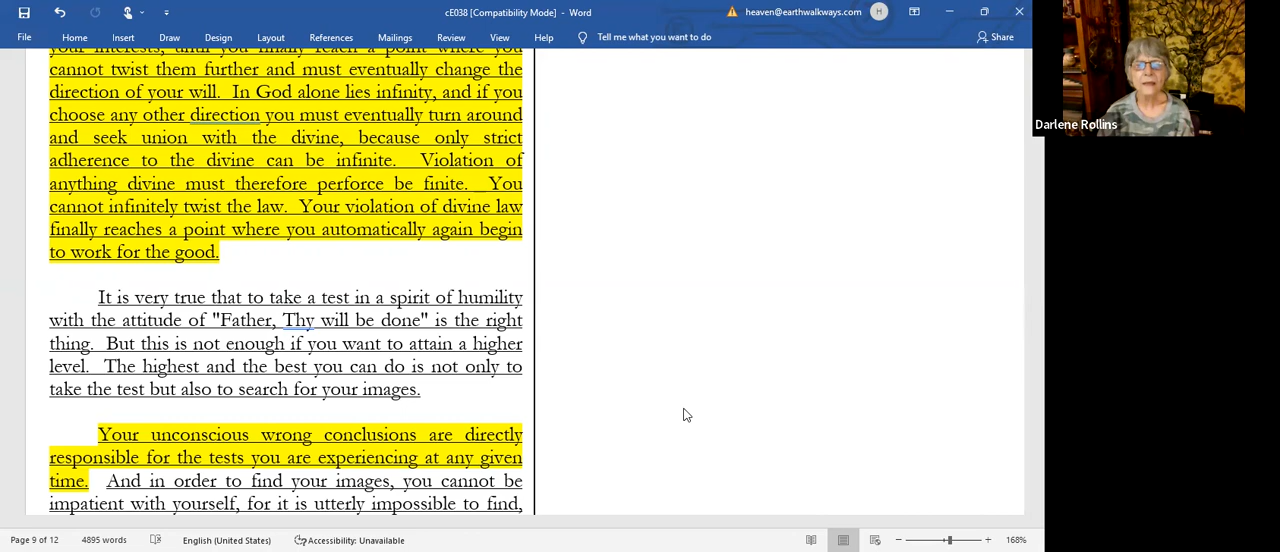 cE038 [Compatibility Mode] - Word
heaven@earthwalkways.com
H
File
Home
Insert
Draw
Design
Layout
References
Mailings
Review
View
Help
Tell me what you want to do
Share
your interests, until you finally reach a point where you
cannot twist them further and must eventually change the
direction of your will. In God alone lies infinity, and if you
choose any other direction you must eventually turn around
and seek union with the divine, because only strict
adherence to the divine can be infinite. Violation of
anything divine must therefore perforce be finite. You
cannot infinitely twist the law. Your violation of divine law
finally reaches a point where you automatically again begin
to work for the good.
It is very true that to take a test in a spirit of humility
with the attitude of "Father, Thy will be done" is the right
thing. But this is not enough if you want to attain a higher
level. The highest and the best you can do is not only to
take the test but also to search for your images.
Your unconscious wrong conclusions are directly
responsible for the tests you are experiencing at any given
time. And in order to find your images, you cannot be
impatient with yourself, for it is utterly impossible to find,
Darlene Rollins
Page 9 of 12
4895 words
English (United States)
Accessibility: Unavailable
168%